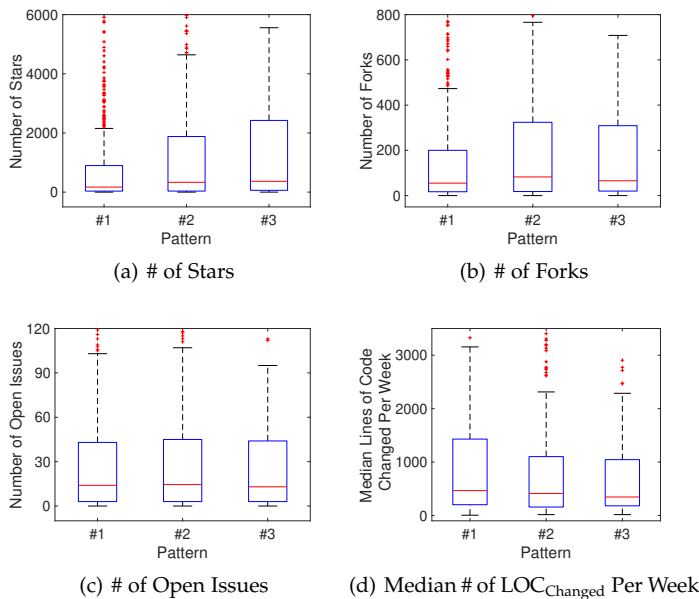 6000
4000
2000
0
Number of Stars
#1 #2 #3
Pattern
(a) # of Stars
800
600
400
200
0
Number of Forks
#1 #2 #3
Pattern
(b) # of Forks
120
90
60
30
0
Number of Open Issues
#1 #2 #3
Pattern
(c) # of Open Issues
3000
2000
1000
0
Median Lines of Code
Changed Per Week
#1 #2 #3
Pattern
(d) Median # of LOC_Changed Per Week